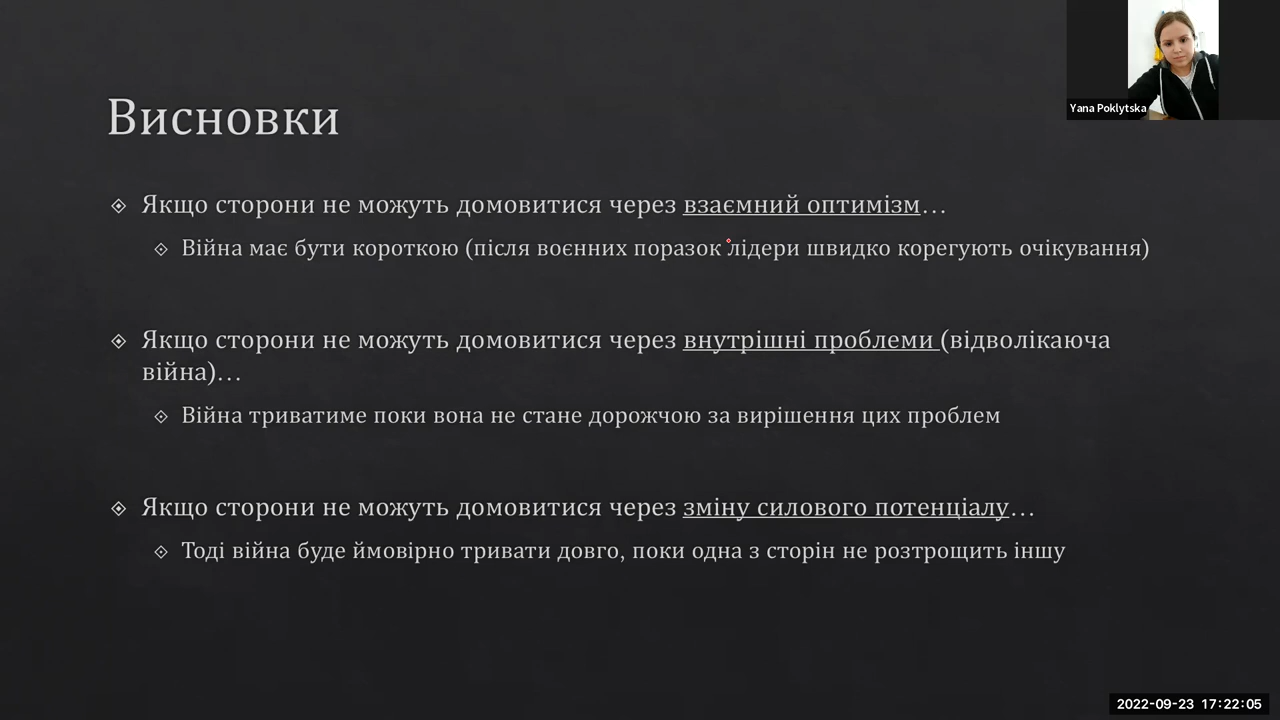 Yana Poklytska
Висновки
Якщо сторони не можуть домовитися через взаємний оптимізм…
Війна має бути короткою (після воєнних поразок лідери швидко корегують очікування)
Якщо сторони не можуть домовитися через внутрішні проблеми (відволікаюча
війна)…
Війна триватиме поки вона не стане дорожчою за вирішення цих проблем
Якщо сторони не можуть домовитися через зміну силового потенціалу…
Тоді війна буде ймовірно тривати довго, поки одна з сторін не розтрощить іншу
2022-09-23 17:22:05